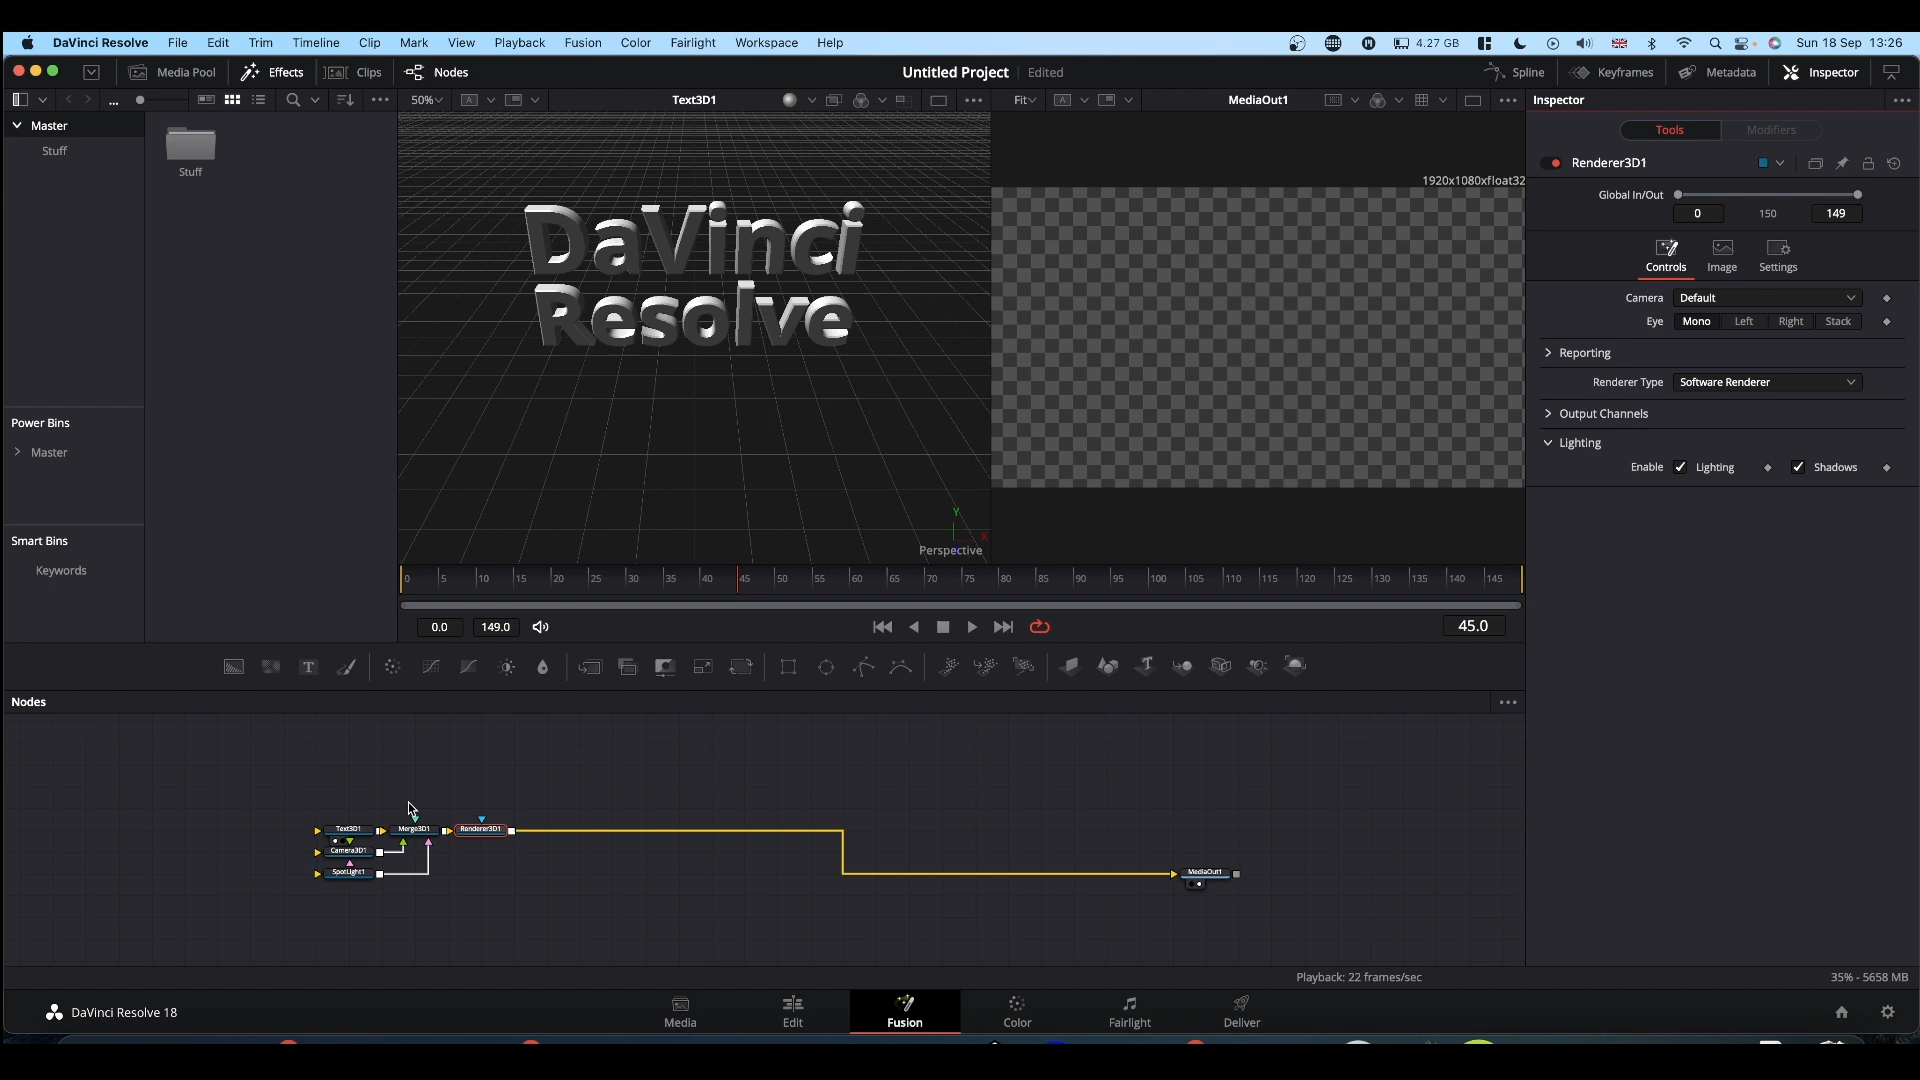 DaVinci Resolve File Edit Trim Timeline Clip Mark View Playback Fusion Color Fairlight Workspace Help 4.27 GB Sun 18 Sep 13:26
Media Pool Effects Clips Nodes Untitled Project Edited Spline Keyframes Metadata Inspector
... 50% A Text3D1 ... Fit A MediaOut1 ... Inspector ...
Master
Stuff
Stuff
Power Bins
Master
Smart Bins
Keywords
DaVinci
Resolve
Y
X
Perspective
1920x1080xfloat32
Tools Modifiers
Renderer3D1
Global In/Out
0 150 149
Controls Image Settings
Camera Default
Eye Mono Left Right Stack
Reporting
Renderer Type Software Renderer
Output Channels
Lighting
Enable Lighting Shadows
0 5 10 15 20 25 30 35 40 45 50 55 60 65 70 75 80 85 90 95 100 105 110 115 120 125 130 135 140 145
0.0 149.0 45.0
T T
Nodes ...
Text3D1 Merge3D1 Renderer3D1
Camera3D1
SpotLight1 MediaOut1
Playback: 22 frames/sec 35% - 5658 MB
DaVinci Resolve 18 Media Edit Fusion Color Fairlight Deliver